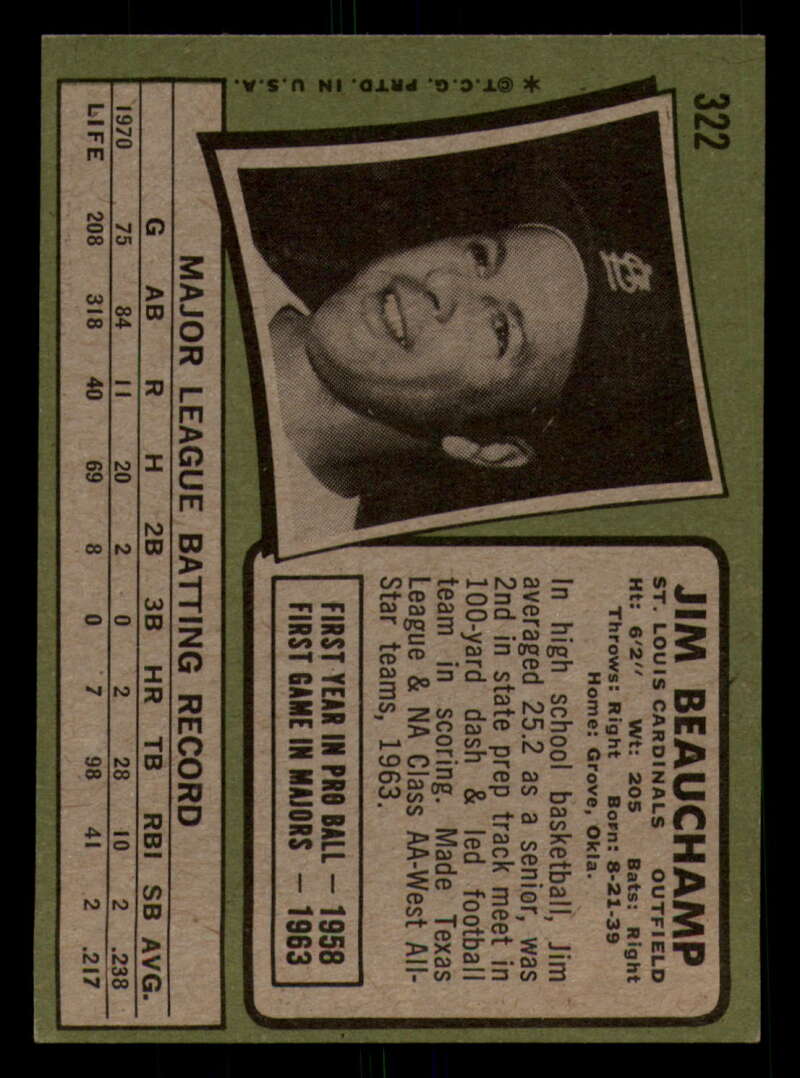 322
JIM BEAUCHAMP
ST. LOUIS CARDINALS OUTFIELD
Ht: 6'2" Wt: 205 Bats: Right
Throws: Right Born: 8-21-39
Home: Grove, Okla.
In high school basketball, Jim
averaged 25.2 as a senior, was
2nd in state prep track meet in
100-yard dash & led football
team in scoring. Made Texas
League & NA Class AA-West All-
Star teams, 1963.
FIRST YEAR IN PRO BALL — 1958
FIRST GAME IN MAJORS — 1963
MAJOR LEAGUE BATTING RECORD
G AB R H 2B 3B HR TB RBI SB AVG.
1970 75 84 11 20 2 0 2 28 10 2 .238
LIFE 208 318 40 69 8 0 7 98 41 2 .217
*©T.C.G. PRTD. IN U.S.A.